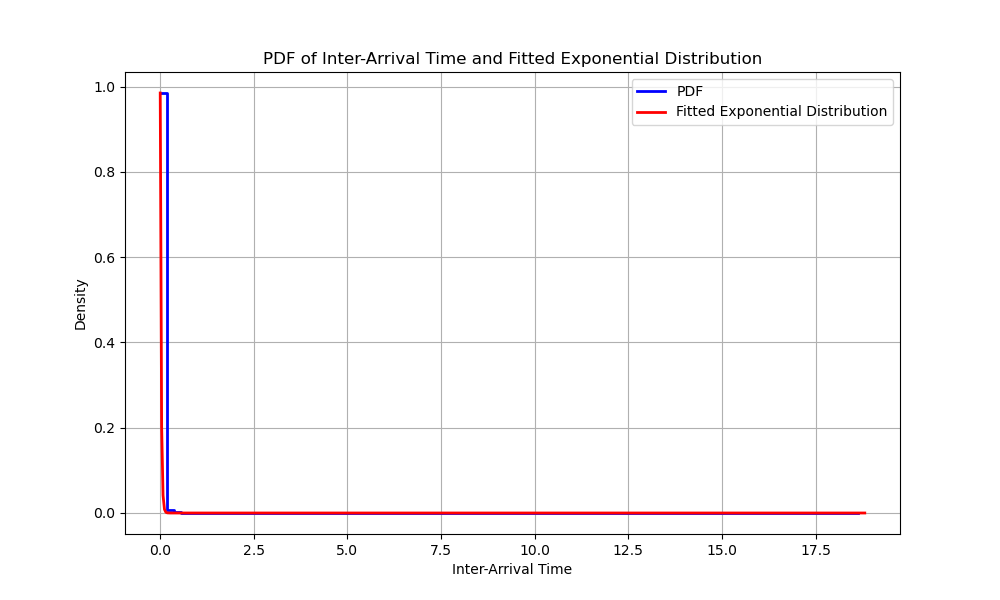 PDF of Inter-Arrival Time and Fitted Exponential Distribution
PDF
Fitted Exponential Distribution
1.0
0.8
0.6
0.4
0.2
0.0
Density
0.0 2.5 5.0 7.5 10.0 12.5 15.0 17.5
Inter-Arrival Time